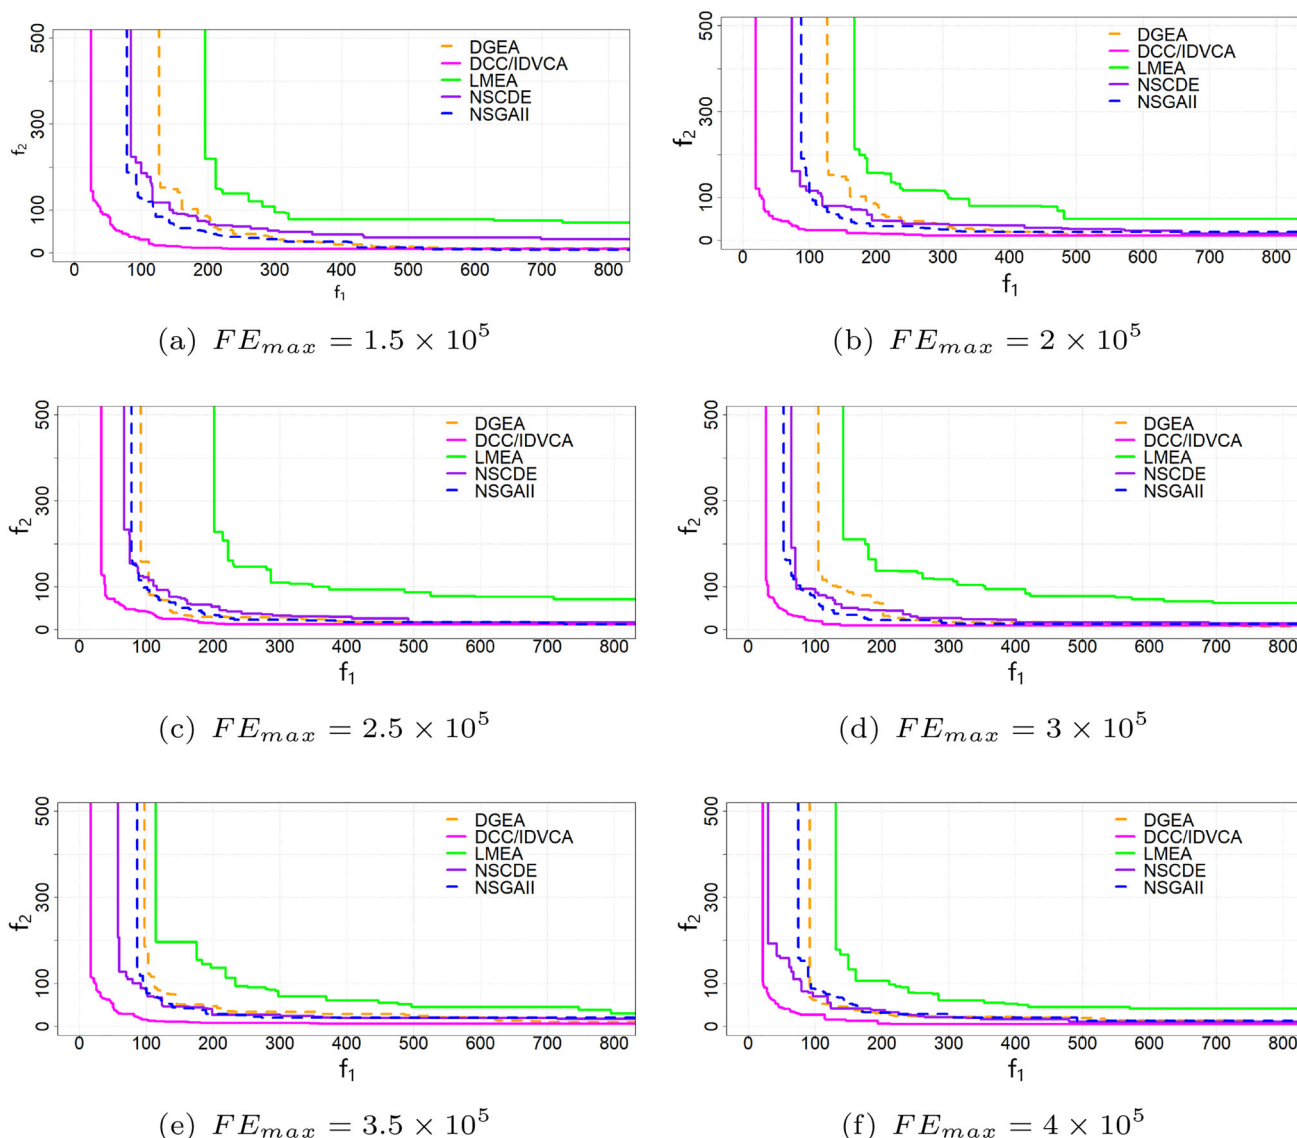 500
300
100
0
f2
DGEA
DCC/IDVCA
LMEA
NSCDE
NSGAII
0 100 200 300 400 500 600 700 800
f1
(a) FEmax = 1.5 × 10^5
500
300
100
0
f2
DGEA
DCC/IDVCA
LMEA
NSCDE
NSGAII
0 100 200 300 400 500 600 700 800
f1
(b) FEmax = 2 × 10^5
500
300
100
0
f2
DGEA
DCC/IDVCA
LMEA
NSCDE
NSGAII
0 100 200 300 400 500 600 700 800
f1
(c) FEmax = 2.5 × 10^5
500
300
100
0
f2
DGEA
DCC/IDVCA
LMEA
NSCDE
NSGAII
0 100 200 300 400 500 600 700 800
f1
(d) FEmax = 3 × 10^5
500
300
100
0
f2
DGEA
DCC/IDVCA
LMEA
NSCDE
NSGAII
0 100 200 300 400 500 600 700 800
f1
(e) FEmax = 3.5 × 10^5
500
300
100
0
f2
DGEA
DCC/IDVCA
LMEA
NSCDE
NSGAII
0 100 200 300 400 500 600 700 800
f1
(f) FEmax = 4 × 10^5